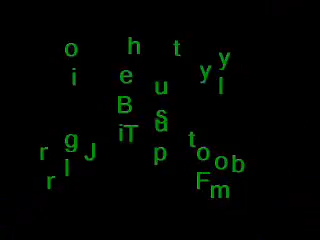 o h t y
i e u y l
B s
u
g iT t
r J p o o b
l
r F m